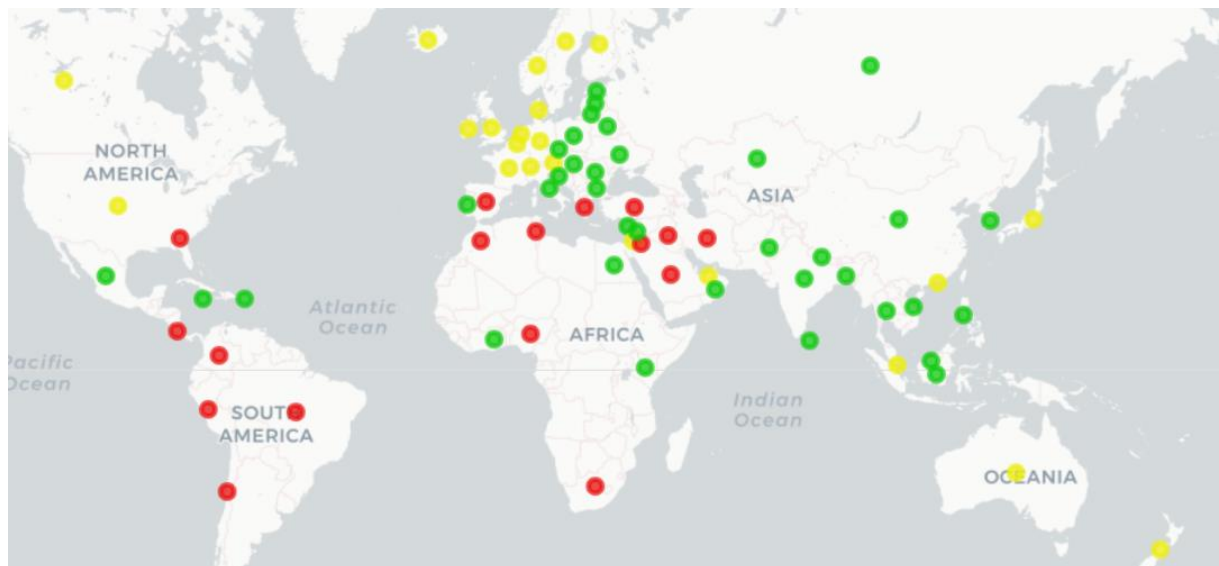 NORTH
AMERICA
ASIA
Atlantic
Ocean
AFRICA
Pacific
Ocean
SOUTH
AMERICA
Indian
Ocean
OCEANIA